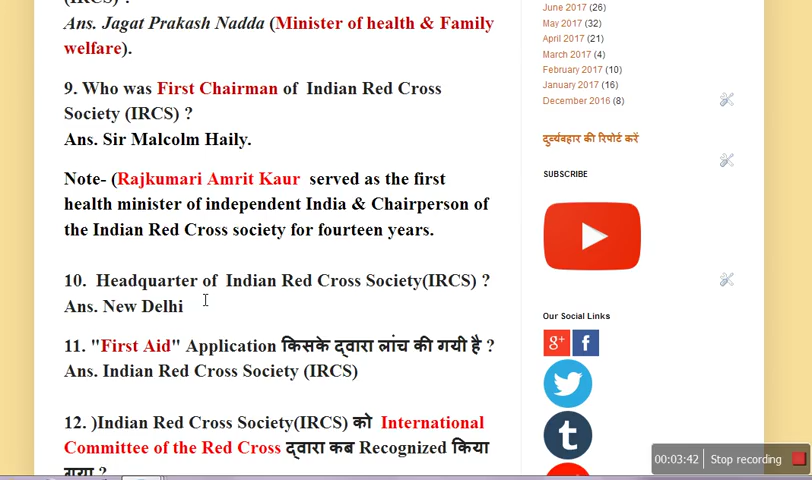 (IRCS) ?
Ans. Jagat Prakash Nadda (Minister of health & Family
welfare).
9. Who was First Chairman of Indian Red Cross
Society (IRCS) ?
Ans. Sir Malcolm Haily.
Note- (Rajkumari Amrit Kaur served as the first
health minister of independent India & Chairperson of
the Indian Red Cross society for fourteen years.
10. Headquarter of Indian Red Cross Society(IRCS) ?
Ans. New Delhi
11. "First Aid" Application किसके द्वारा लांच की गयी है ?
Ans. Indian Red Cross Society (IRCS)
12. )Indian Red Cross Society(IRCS) को International
Committee of the Red Cross द्वारा कब Recognized किया
गया ?
June 2017 (26)
May 2017 (32)
April 2017 (21)
March 2017 (4)
February 2017 (10)
January 2017 (16)
December 2016 (8)
दुर्व्यवहार की रिपोर्ट करें
SUBSCRIBE
Our Social Links
g+ f
t
00:03:42 Stop recording